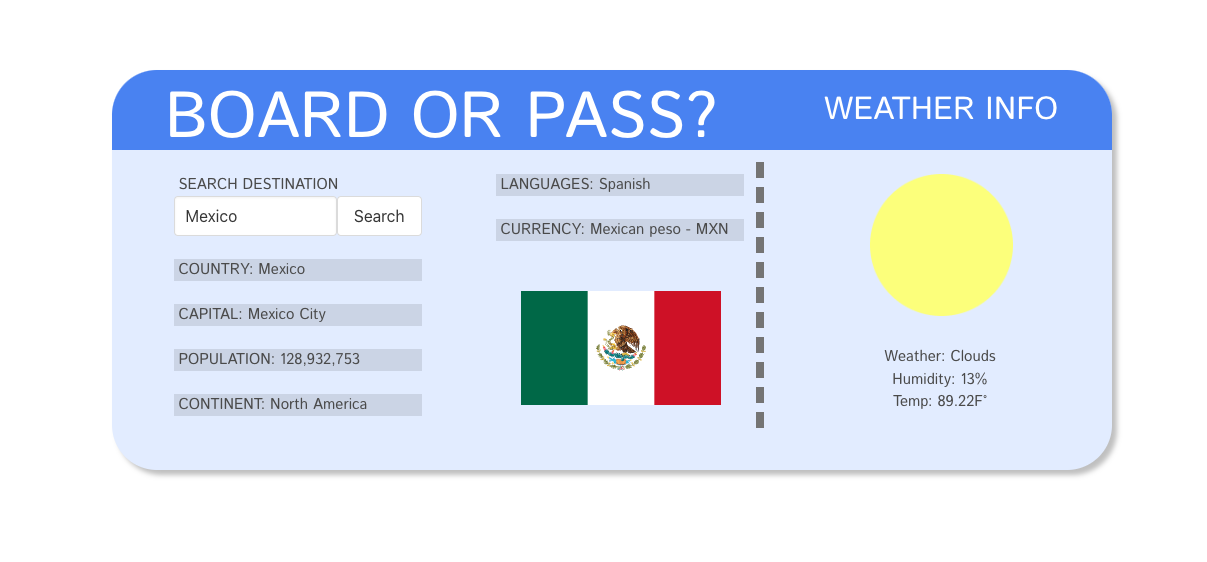 BOARD OR PASS?
WEATHER INFO
SEARCH DESTINATION
Mexico
Search
COUNTRY: Mexico
CAPITAL: Mexico City
POPULATION: 128,932,753
CONTINENT: North America
LANGUAGES: Spanish
CURRENCY: Mexican peso - MXN
Weather: Clouds
Humidity: 13%
Temp: 89.22F°